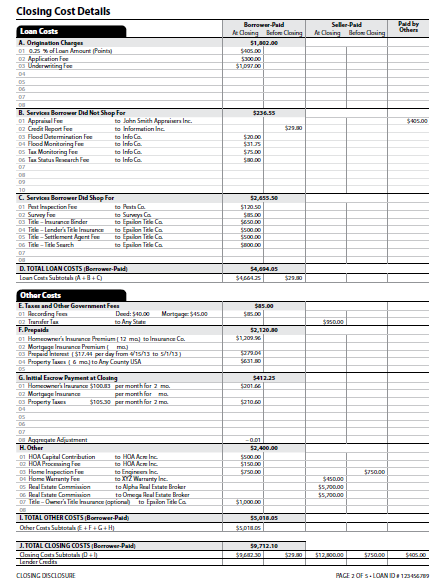 Closing Cost Details
Borrower-Paid Seller-Paid Paid by Others
Loan Costs At Closing Before Closing At Closing Before Closing
A. Origination Charges $1,802.00
01 0.25 % of Loan Amount (Points) $405.00
02 Application Fee $300.00
03 Underwriting Fee $1,097.00
04
05
06
07
08
B. Services Borrower Did Not Shop For $236.55
01 Appraisal Fee to John Smith Appraisers Inc. $405.00
02 Credit Report Fee to Information Inc. $29.80
03 Flood Determination Fee to Info Co. $20.00
04 Flood Monitoring Fee to Info Co. $31.75
05 Tax Monitoring Fee to Info Co. $75.00
06 Tax Status Research Fee to Info Co. $80.00
07
08
09
10
C. Services Borrower Did Shop For $2,655.50
01 Pest Inspection Fee to Pests Co. $120.50
02 Survey Fee to Surveys Co. $85.00
03 Title – Insurance Binder to Epsilon Title Co. $650.00
04 Title – Lender's Title Insurance to Epsilon Title Co. $500.00
05 Title – Settlement Agent Fee to Epsilon Title Co. $500.00
06 Title – Title Search to Epsilon Title Co. $800.00
07
08
D. TOTAL LOAN COSTS (Borrower-Paid) $4,694.05
Loan Costs Subtotals (A + B + C) $4,664.25 $29.80
Other Costs
E. Taxes and Other Government Fees $85.00
01 Recording Fees Deed: $40.00 Mortgage: $45.00 $85.00
02 Transfer Tax to Any State $950.00
F. Prepaids $2,120.80
01 Homeowner's Insurance Premium ( 12 mo.) to Insurance Co. $1,209.96
02 Mortgage Insurance Premium ( mo.)
03 Prepaid Interest ( $17.44 per day from 4/15/13 to 5/1/13 ) $279.04
04 Property Taxes ( 6 mo.) to Any County USA $631.80
05
G. Initial Escrow Payment at Closing $412.25
01 Homeowner's Insurance $100.83 per month for 2 mo. $201.66
02 Mortgage Insurance per month for mo.
03 Property Taxes $105.30 per month for 2 mo. $210.60
04
05
06
07
08 Aggregate Adjustment – 0.01
H. Other $2,400.00
01 HOA Capital Contribution to HOA Acre Inc. $500.00
02 HOA Processing Fee to HOA Acre Inc. $150.00
03 Home Inspection Fee to Engineers Inc. $750.00 $750.00
04 Home Warranty Fee to XYZ Warranty Inc. $450.00
05 Real Estate Commission to Alpha Real Estate Broker $5,700.00
06 Real Estate Commission to Omega Real Estate Broker $5,700.00
07 Title – Owner's Title Insurance (optional) to Epsilon Title Co. $1,000.00
08
I. TOTAL OTHER COSTS (Borrower-Paid) $5,018.05
Other Costs Subtotals (E + F + G + H) $5,018.05
J. TOTAL CLOSING COSTS (Borrower-Paid) $9,712.10
Closing Costs Subtotals (D + I) $9,682.30 $29.80 $12,800.00 $750.00 $405.00
Lender Credits
CLOSING DISCLOSURE PAGE 2 OF 5 • LOAN ID # 123456789